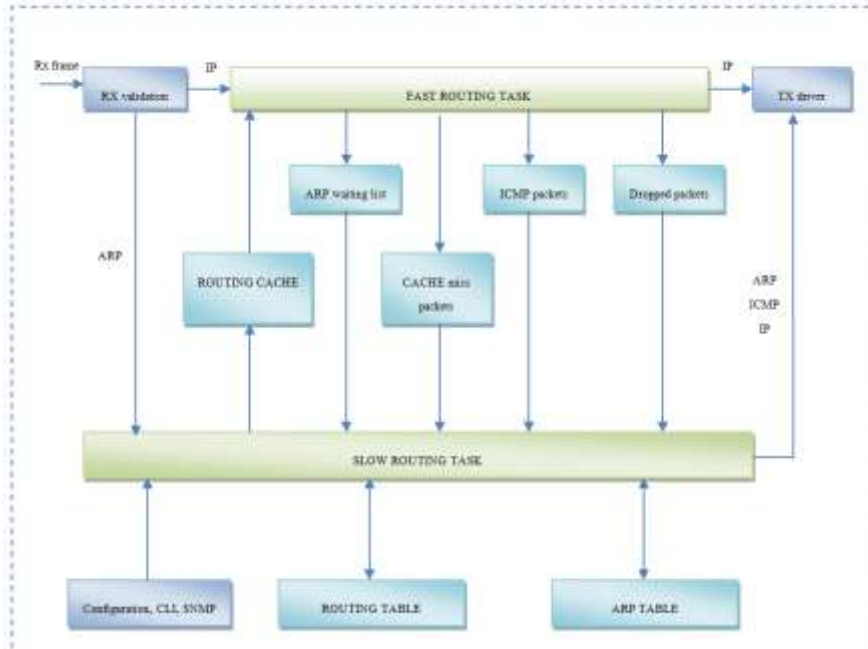 Rx frame
IP
IP
RX validation
FAST ROUTING TASK
TX driver
ARP waiting list
ICMP packets
Dropped packets
ARP
ROUTING CACHE
CACHE miss
packets
ARP
ICMP
IP
SLOW ROUTING TASK
Configuration, CLI, SNMP
ROUTING TABLE
ARP TABLE